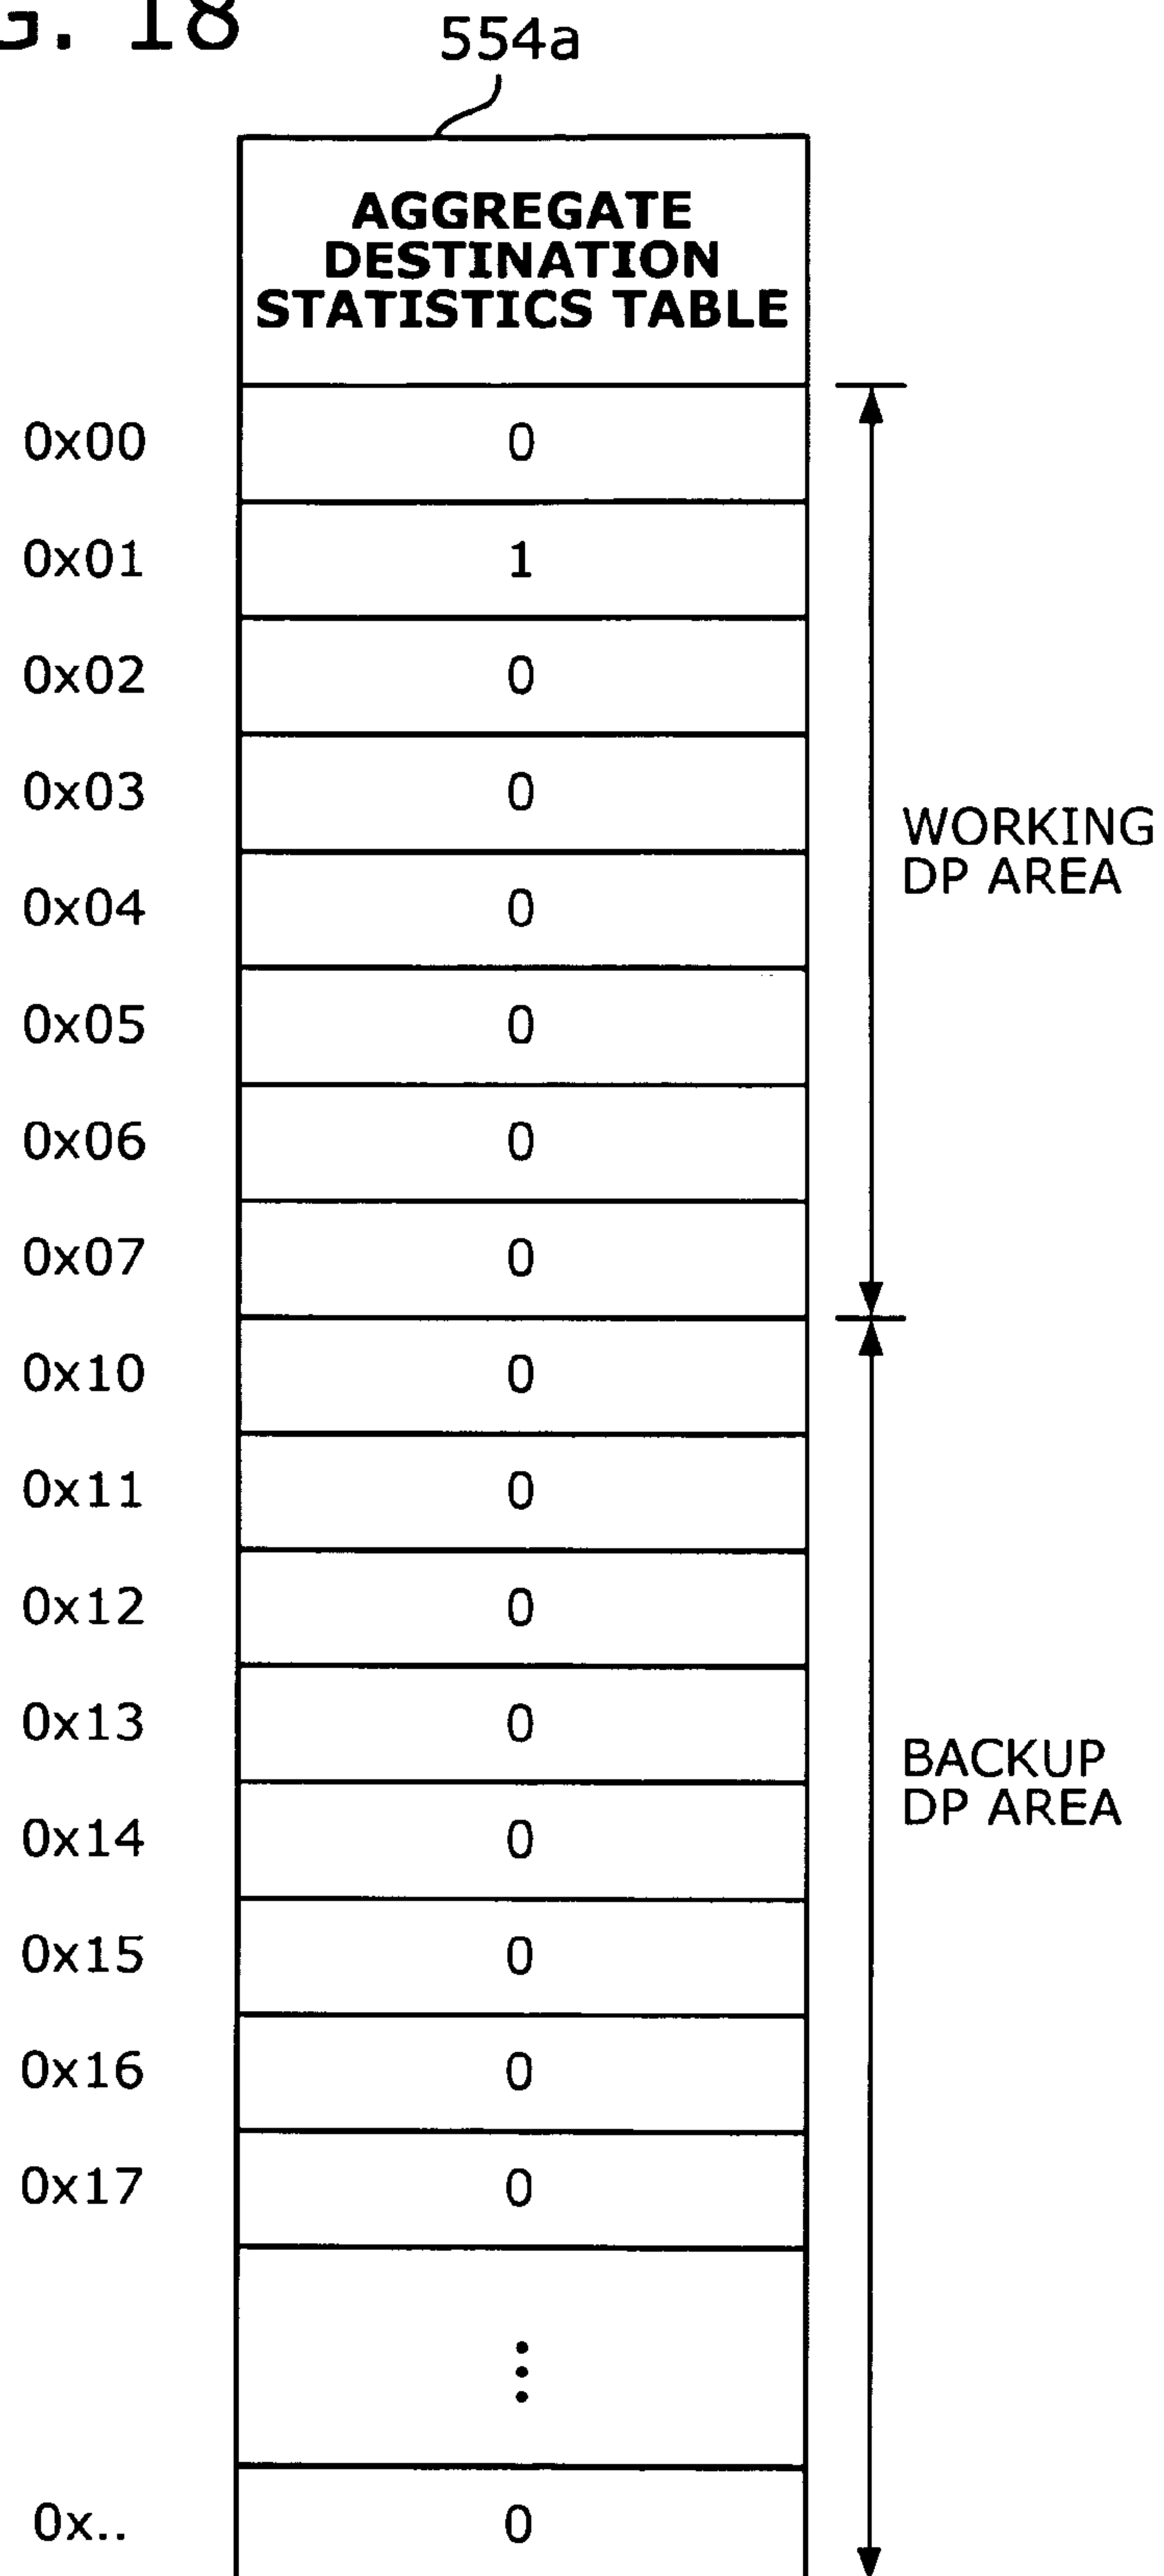 G. 18
554a
AGGREGATE
DESTINATION
STATISTICS TABLE
0x00 0
0x01 1
0x02 0
0x03 0
0x04 0
0x05 0
0x06 0
0x07 0
WORKING
DP AREA
0x10 0
0x11 0
0x12 0
0x13 0
0x14 0
0x15 0
0x16 0
0x17 0
BACKUP
DP AREA
0x.. 0